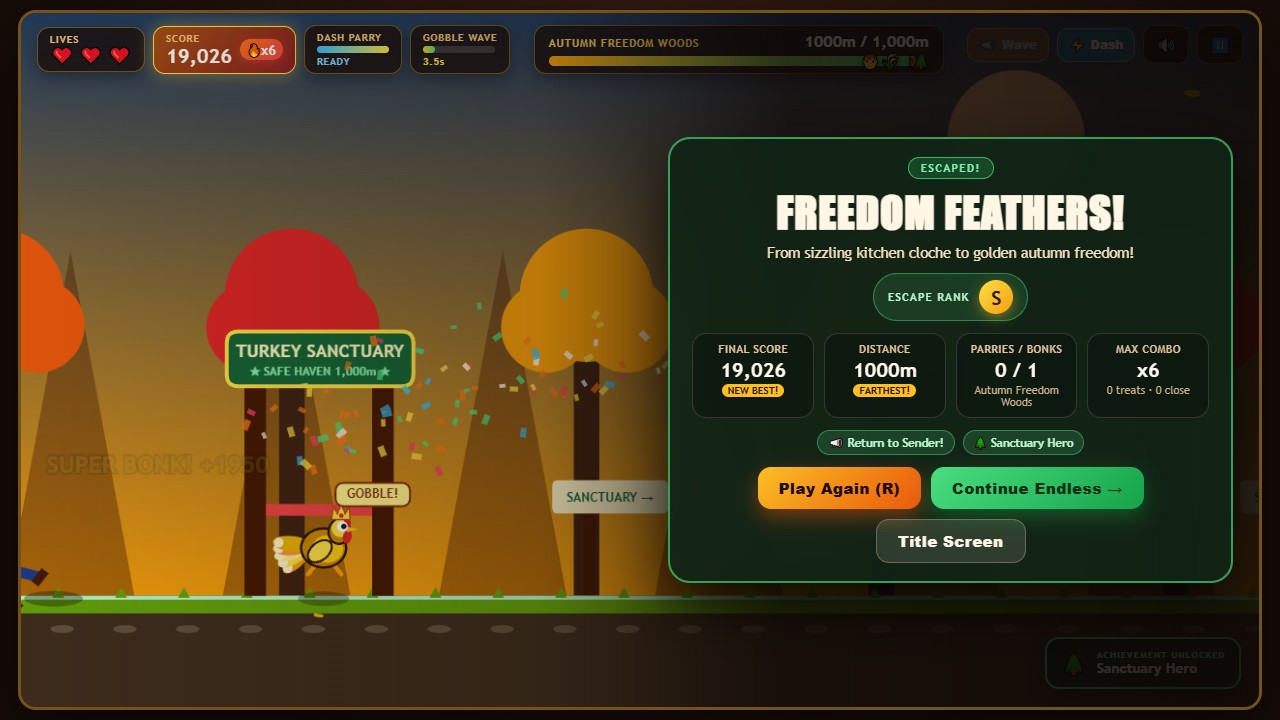 LIVES
SCORE
19,026
x6
DASH PARRY
READY
GOBBLE WAVE
3.5s
AUTUMN FREEDOM WOODS
1000m / 1,000m
Wave
Dash
ESCAPED!
FREEDOM FEATHERS!
From sizzling kitchen cloche to golden autumn freedom!
ESCAPE RANK
S
FINAL SCORE
19,026
NEW BEST!
DISTANCE
1000m
FARTHEST!
PARRIES / BONKS
0 / 1
Autumn Freedom
Woods
MAX COMBO
x6
0 treats • 0 close
Return to Sender!
Sanctuary Hero
Play Again (R)
Continue Endless →
Title Screen
TURKEY SANCTUARY
★ SAFE HAVEN 1,000m ★
SUPER BONK! +1950
GOBBLE!
SANCTUARY →
ACHIEVEMENT UNLOCKED
Sanctuary Hero